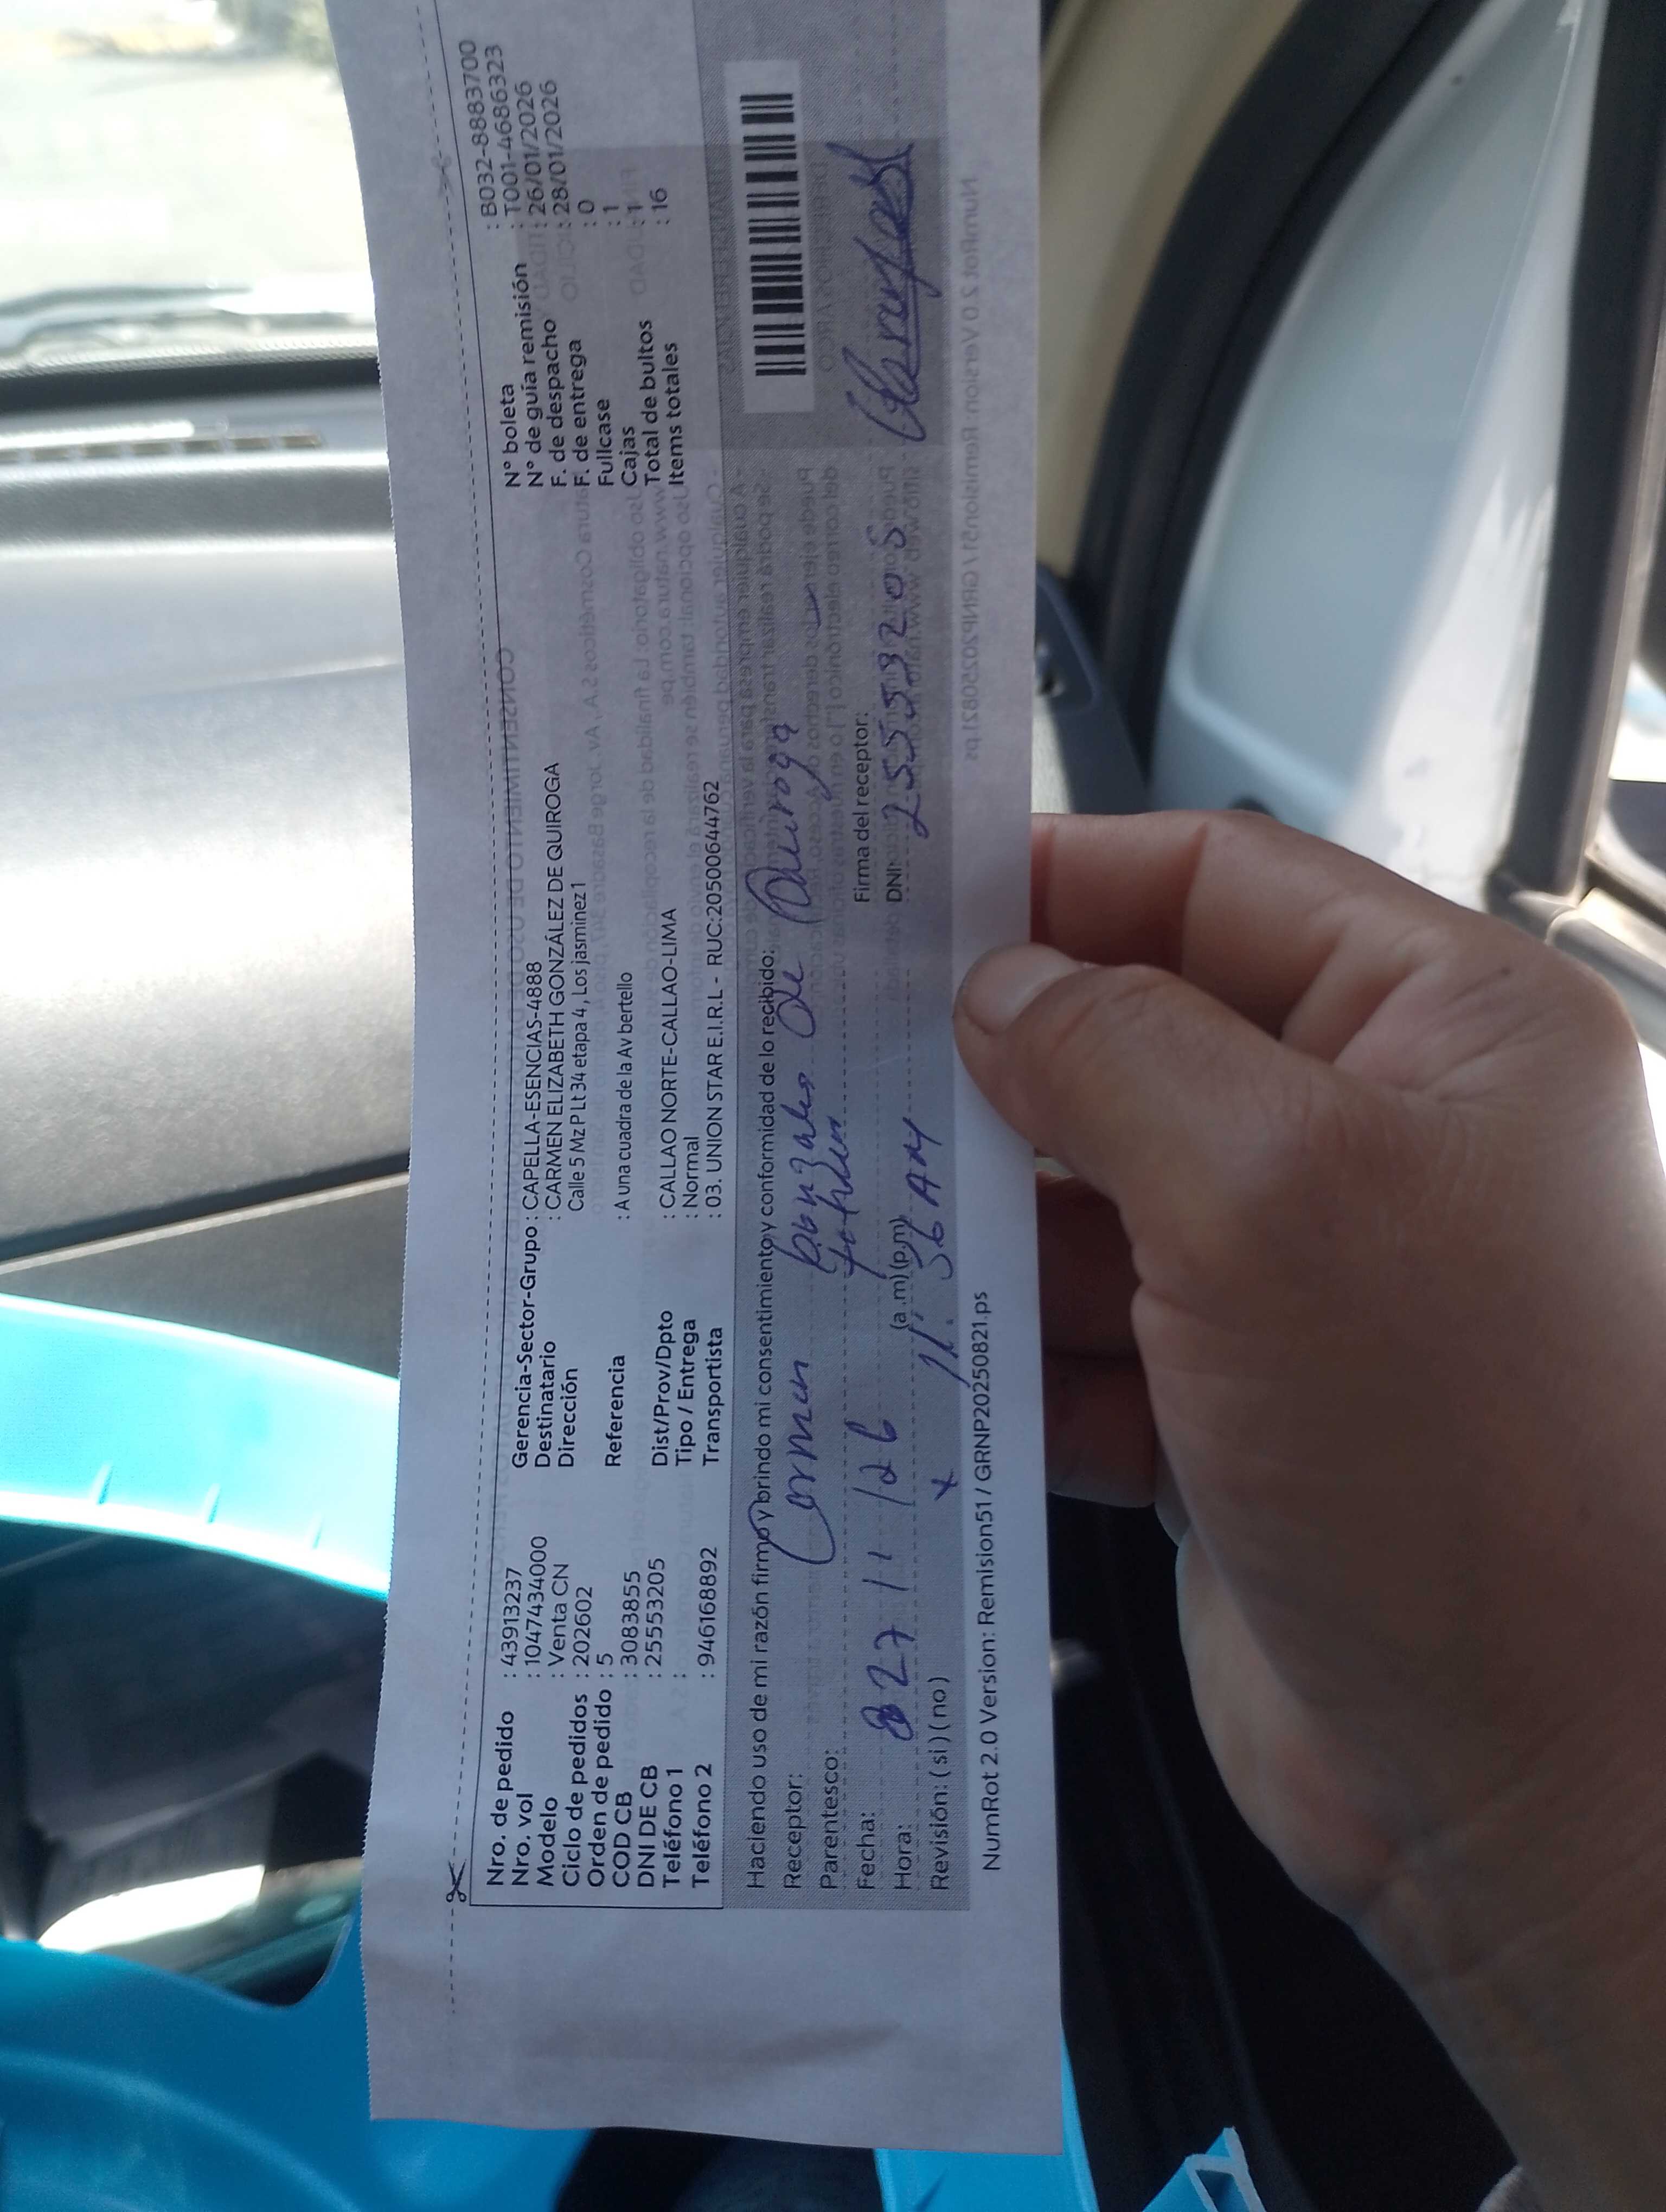 Nro. de pedido : 43913237
Nro. vol : 1047434000
Modelo : Venta CN
Ciclo de pedidos : 202602
Orden de pedido : 5
COD CB : 3083855
DNI DE CB : 25553205
Teléfono 1 :
Teléfono 2 : 946168892
Gerencia-Sector-Grupo : CAPELLA-ESENCIAS-4888
Destinatario : CARMEN ELIZABETH GONZÁLEZ DE QUIROGA
Dirección Calle 5 Mz P Lt 34 etapa 4 , Los jasminez 1
Referencia : A una cuadra de la Av bertello
Dist/Prov/Dpto : CALLAO NORTE-CALLAO-LIMA
Tipo / Entrega : Normal
Transportista : 03. UNION STAR E.I.R.L - RUC:20500644762
N° boleta : B032-8883700
N° de guía remisión : T001-4686323
F. de despacho : 26/01/2026
F. de entrega : 28/01/2026
Fullcase : 0
Cajas : 1
Total de bultos : 1
Items totales : 16
Haciendo uso de mi razón firmo y brindo mi consentimiento y conformidad de lo recibido:
Receptor: Carmen Gonzales de Quiroga
Parentesco:
Fecha: 27 / 1 / 26
Firma del receptor:
Hora: 11:36 AM (a.m) (p.m)
DNI: 25553205
Revisión: ( si ) ( no )
NumRot 2.0 Version: Remision51 / GRNP20250821.ps